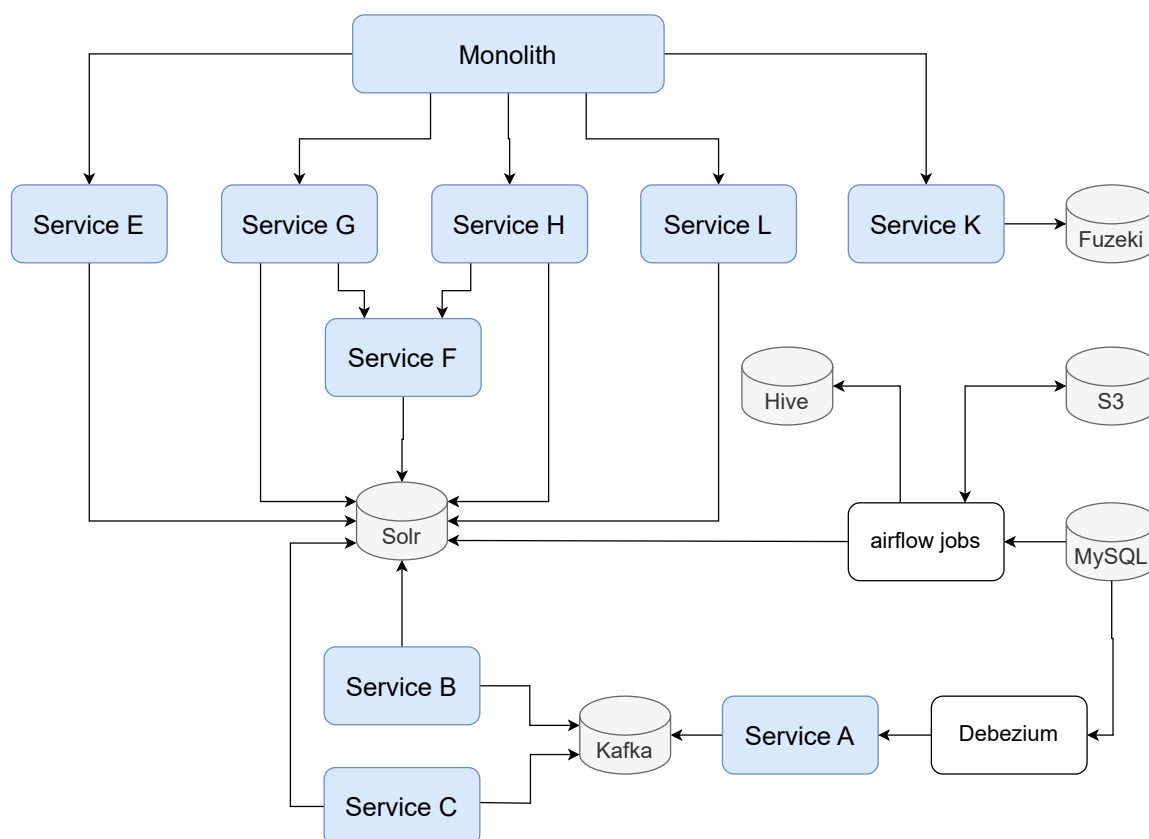 Monolith
Service E
Service G
Service H
Service L
Service K
Fuzeki
Service F
Hive
S3
Solr
airflow jobs
MySQL
Service B
Kafka
Service A
Debezium
Service C